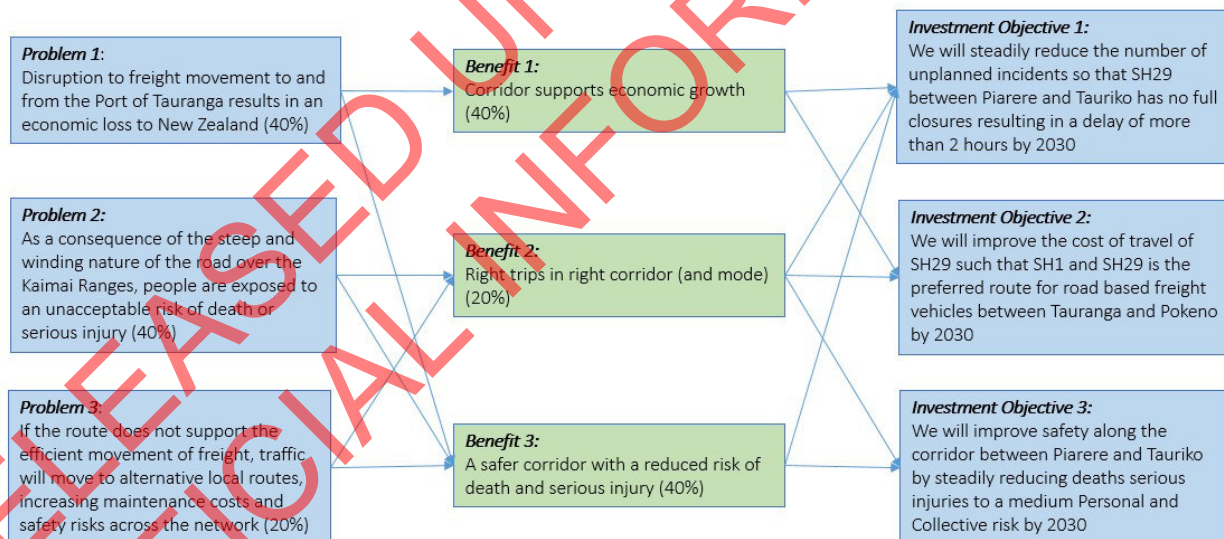 Problem 1:
Disruption to freight movement to and
from the Port of Tauranga results in an
economic loss to New Zealand (40%)
Problem 2:
As a consequence of the steep and
winding nature of the road over the
Kaimai Ranges, people are exposed to
an unacceptable risk of death or
serious injury (40%)
Problem 3:
If the route does not support the
efficient movement of freight, traffic
will move to alternative local routes,
increasing maintenance costs and
safety risks across the network (20%)
Benefit 1:
Corridor supports economic growth
(40%)
Benefit 2:
Right trips in right corridor (and mode)
(20%)
Benefit 3:
A safer corridor with a reduced risk of
death and serious injury (40%)
Investment Objective 1:
We will steadily reduce the number of
unplanned incidents so that SH29
between Piarere and Tauriko has no full
closures resulting in a delay of more
than 2 hours by 2030
Investment Objective 2:
We will improve the cost of travel of
SH29 such that SH1 and SH29 is the
preferred route for road based freight
vehicles between Tauranga and Pokeno
by 2030
Investment Objective 3:
We will improve safety along the
corridor between Piarere and Tauriko
by steadily reducing deaths serious
injuries to a medium Personal and
Collective risk by 2030
LEASED U
ICIAL INFOR